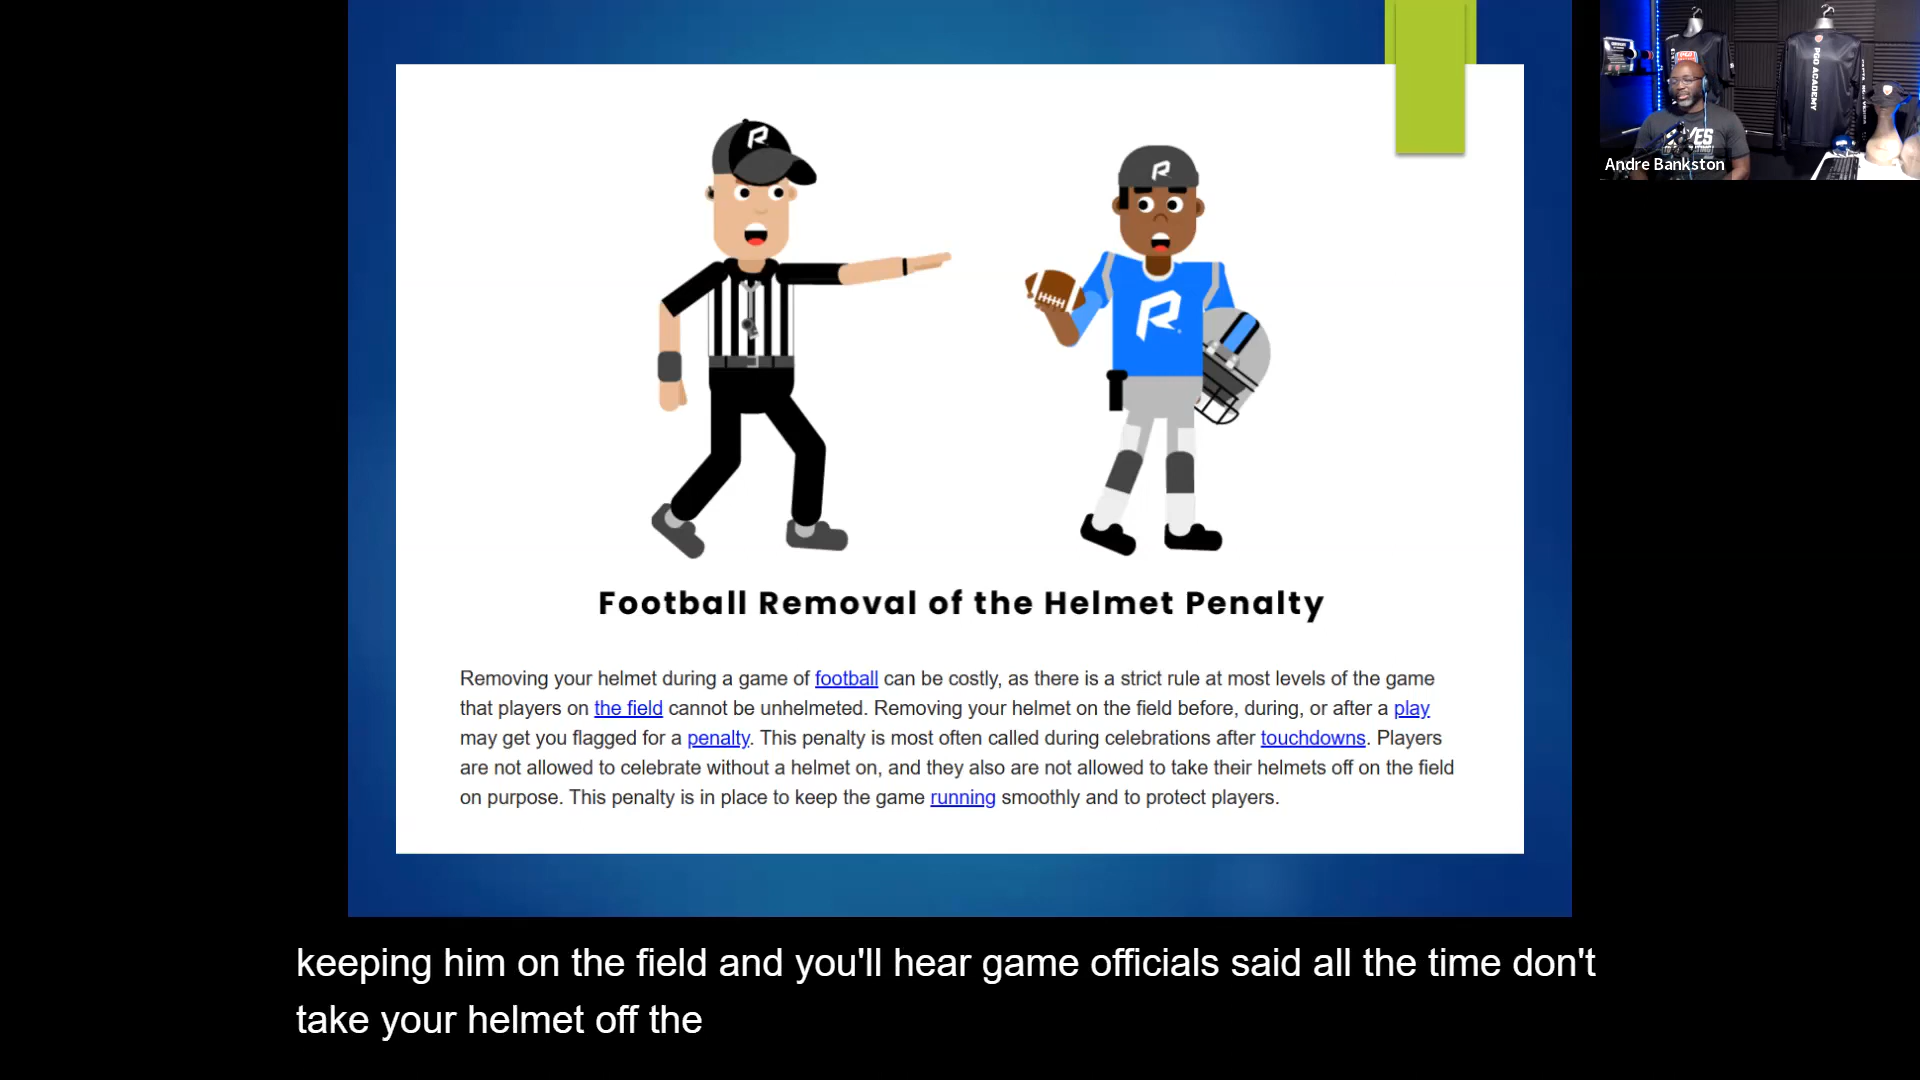 Andre Bankston
PGO ACADEMY
R
R
R
Football Removal of the Helmet Penalty
Removing your helmet during a game of football can be costly, as there is a strict rule at most levels of the game
that players on the field cannot be unhelmeted. Removing your helmet on the field before, during, or after a play
may get you flagged for a penalty. This penalty is most often called during celebrations after touchdowns. Players
are not allowed to celebrate without a helmet on, and they also are not allowed to take their helmets off on the field
on purpose. This penalty is in place to keep the game running smoothly and to protect players.
keeping him on the field and you'll hear game officials said all the time don't
take your helmet off the